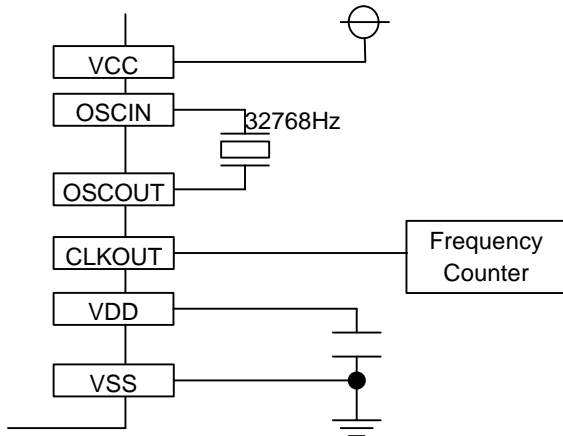 VCC
OSCIN
32768Hz
OSCOUT
CLKOUT
Frequency
Counter
VDD
VSS